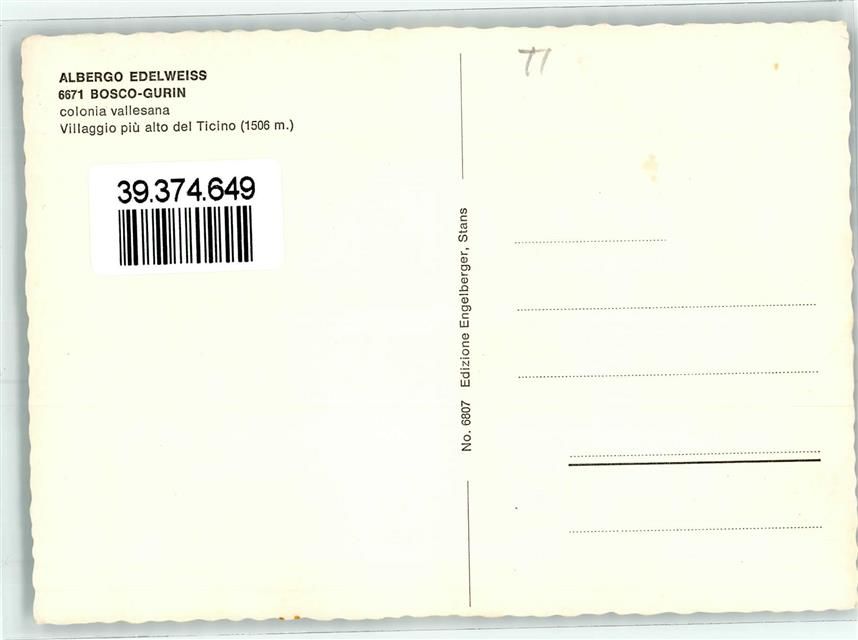 ALBERGO EDELWEISS
6671 BOSCO-GURIN
colonia vallesana
Villaggio più alto del Ticino (1506 m.)
39.374.649
No. 6807 Edizione Engelberger, Stans
TI